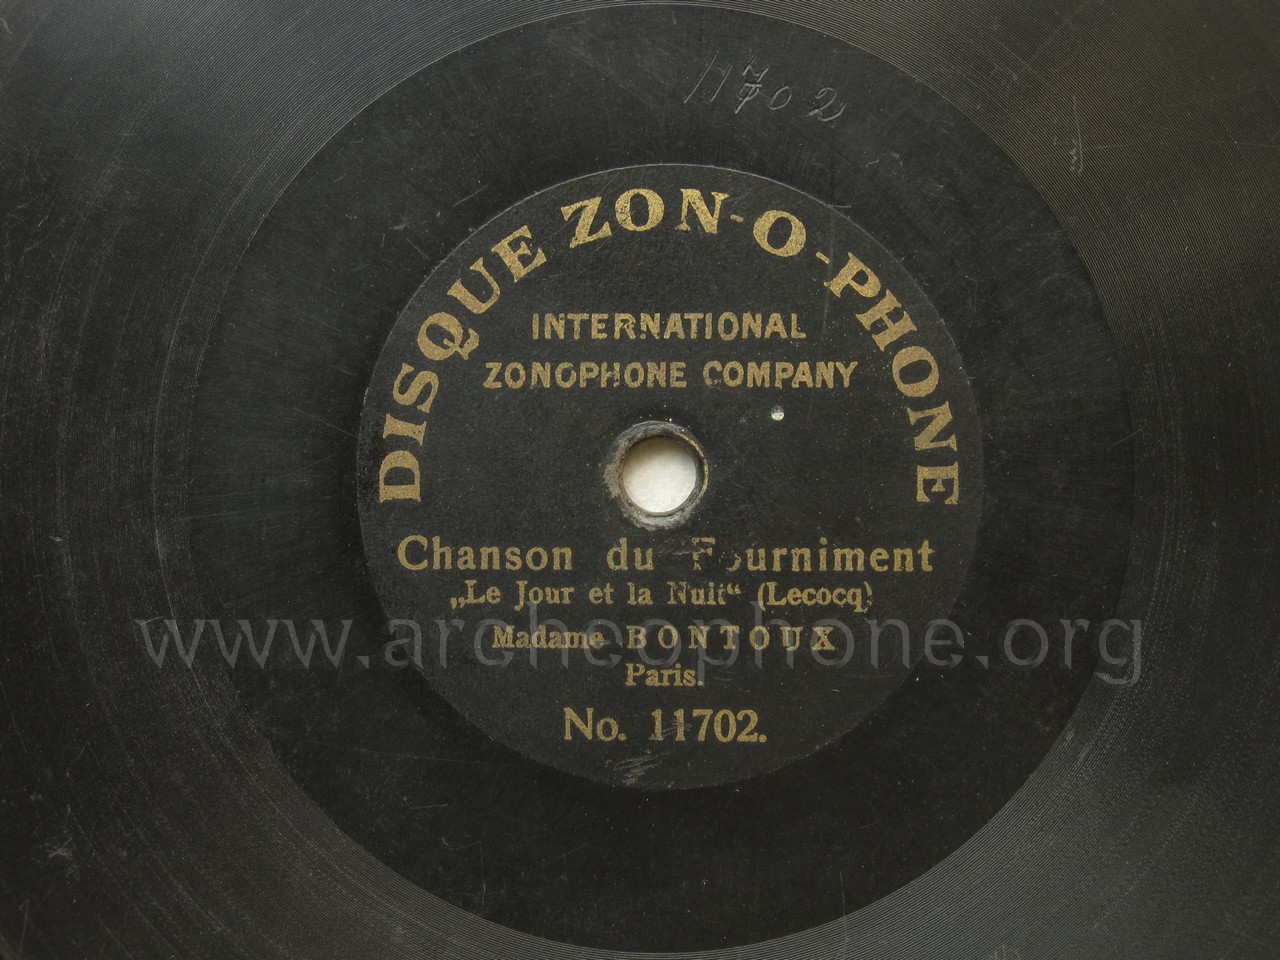 11702
DISQUE ZON-O-PHONE
INTERNATIONAL
ZONOPHONE COMPANY
Chanson du Fourniment
„Le Jour et la Nuit“ (Lecocq)
www.archeophone.org
Madame BONTOUX
Paris.
No. 11702.